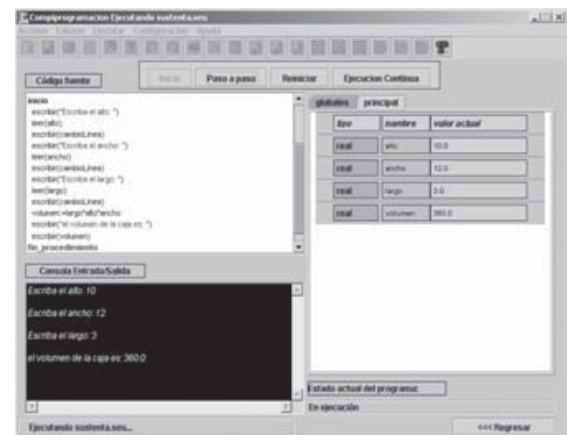 Compiprogramacion Ejecutando sustenta.seu
Archivo Edicion Ejecutar Configuracion Ayuda
Código fuente
Inicio Paso a paso Reiniciar Ejecucion Continua
inicio
escribir("Escriba el alto: ")
leer(alto)
escribir(cambioLinea)
escribir("Escriba el ancho: ")
leer(ancho)
escribir(cambioLinea)
escribir("Escriba el largo: ")
leer(largo)
escribir(cambioLinea)
volumen:=largo*alto*ancho
escribir("el volumen de la caja es: ")
escribir(volumen)
fin_procedimiento
globales principal
tipo nombre valor actual
real alto 10.0
real ancho 12.0
real largo 3.0
real volumen 360.0
Consola Entrada/Salida
Escriba el alto: 10
Escriba el ancho: 12
Escriba el largo: 3
el volumen de la caja es: 360.0
Estado actual del programa:
En ejecución
Ejecutando sustenta.seu...
<<< Regresar